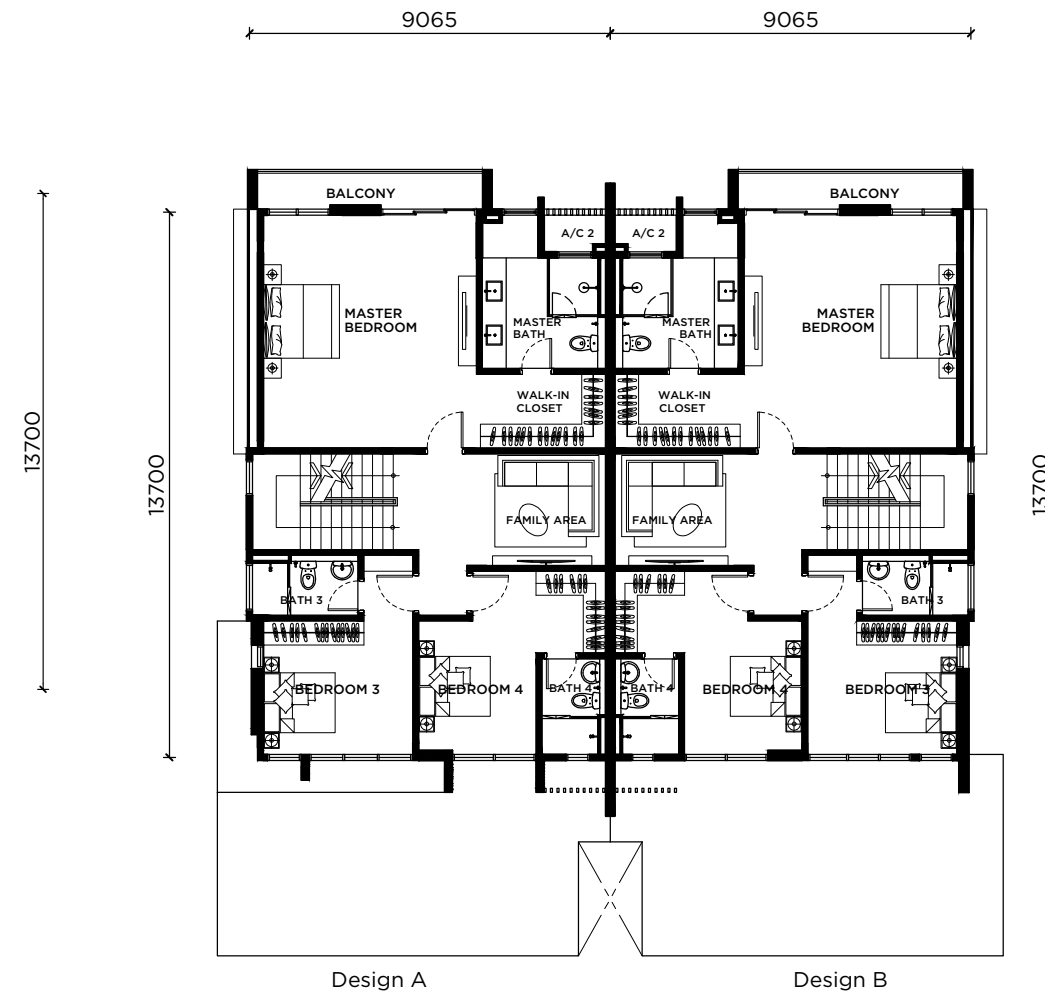 9065
9065
BALCONY
BALCONY
A/C 2
A/C 2
MASTER
BEDROOM
MASTER
BATH
MASTER
BATH
MASTER
BEDROOM
WALK-IN
CLOSET
WALK-IN
CLOSET
13700
13700
13700
FAMILY AREA
FAMILY AREA
BATH 3
BATH 3
BEDROOM 3
BEDROOM 4
BATH 4
BATH 4
BEDROOM 4
BEDROOM 3
Design A
Design B